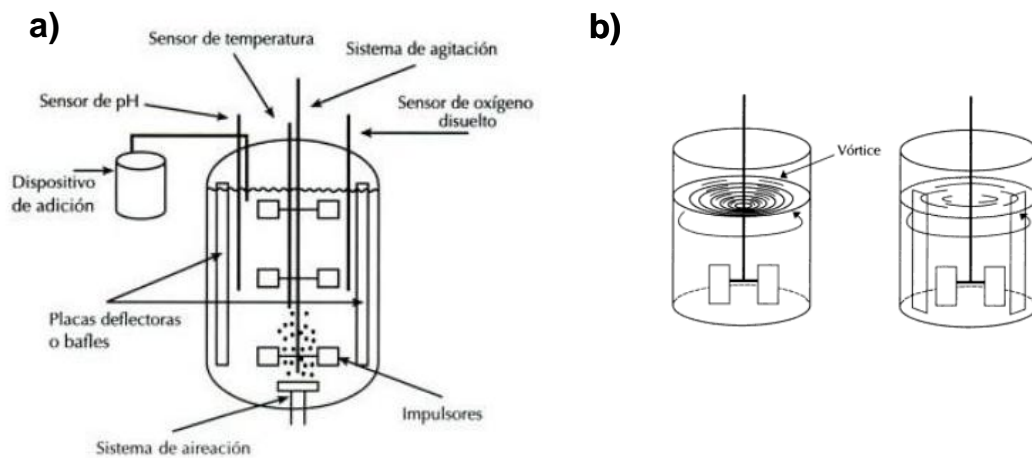 a)
Sensor de temperatura
Sistema de agitación
Sensor de pH
Sensor de oxígeno
disuelto
Dispositivo
de adición
Placas deflectoras
o bafles
Impulsores
Sistema de aireación
b)
Vórtice